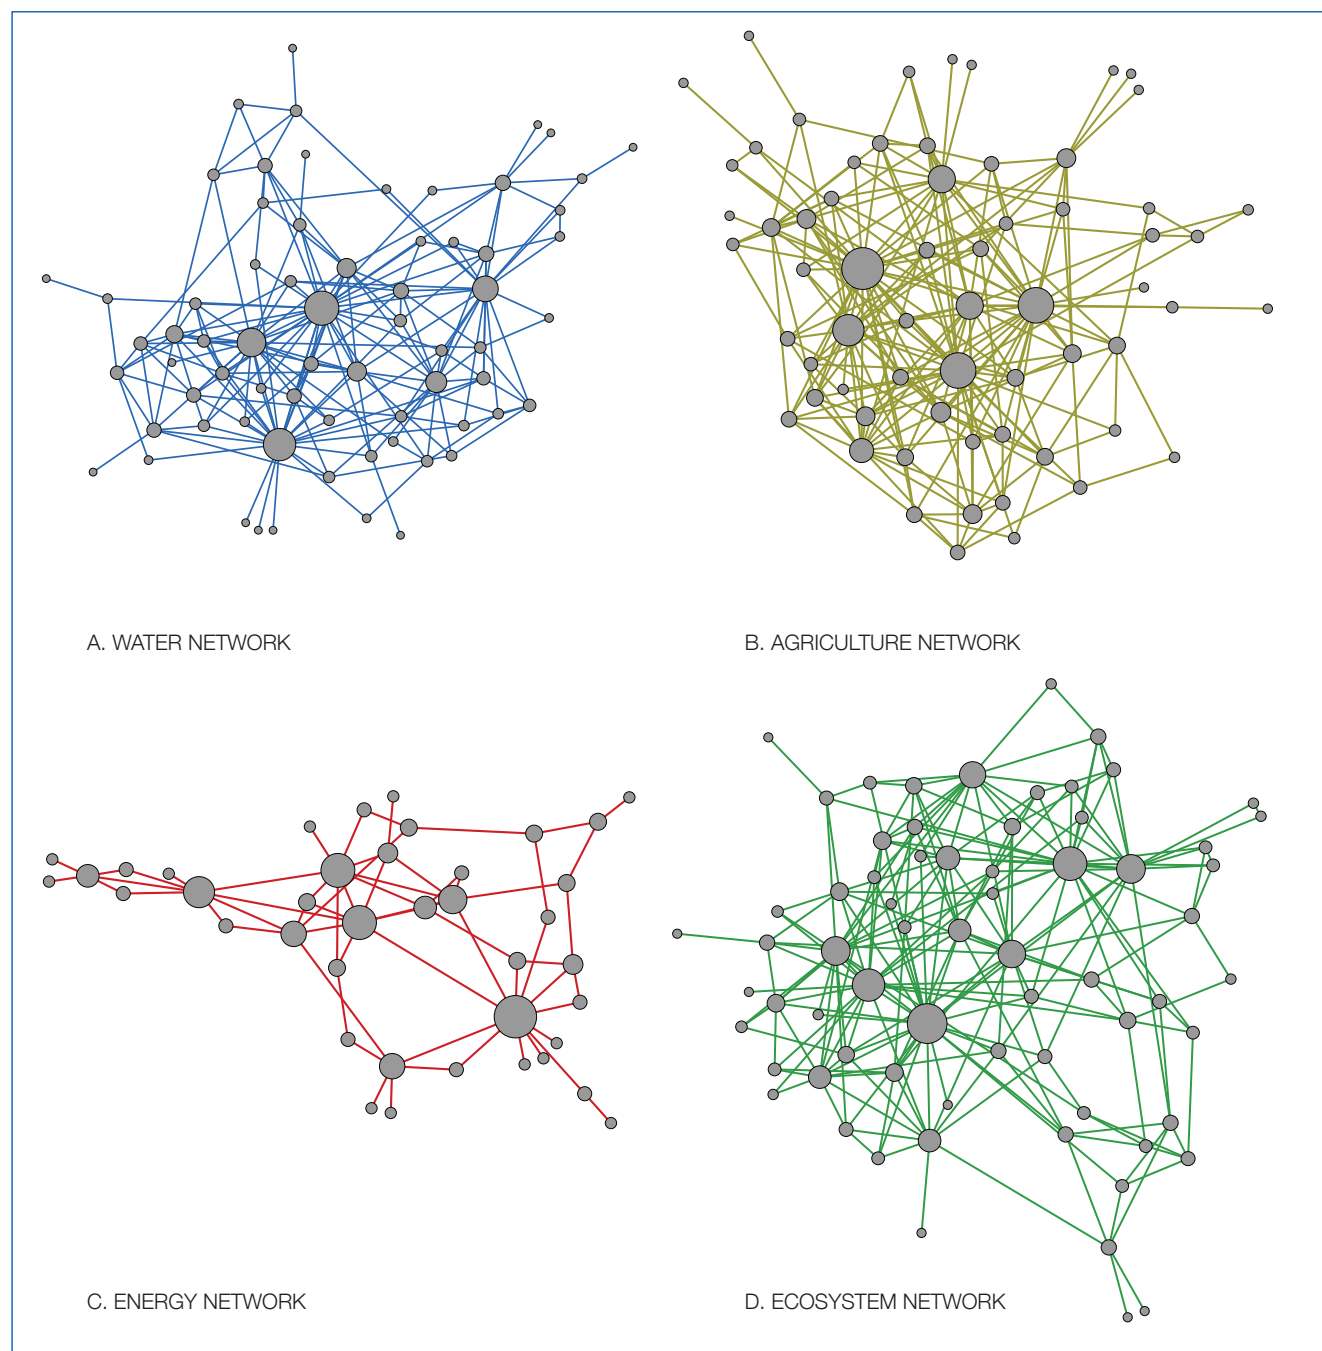 A. WATER NETWORK
B. AGRICULTURE NETWORK
C. ENERGY NETWORK
D. ECOSYSTEM NETWORK